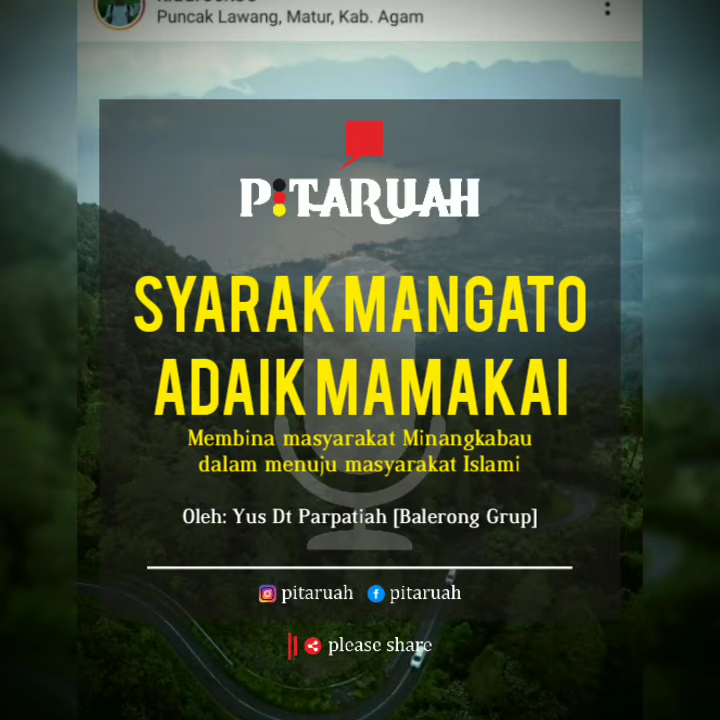 Puncak Lawang, Matur, Kab. Agam
PITARUAH
SYARAK MANGATO
ADAIK MAMAKAI
Membina masyarakat Minangkabau
dalam menuju masyarakat Islami
Oleh: Yus Dt Parpatiah [Balerong Grup]
pitaruah pitaruah
please share